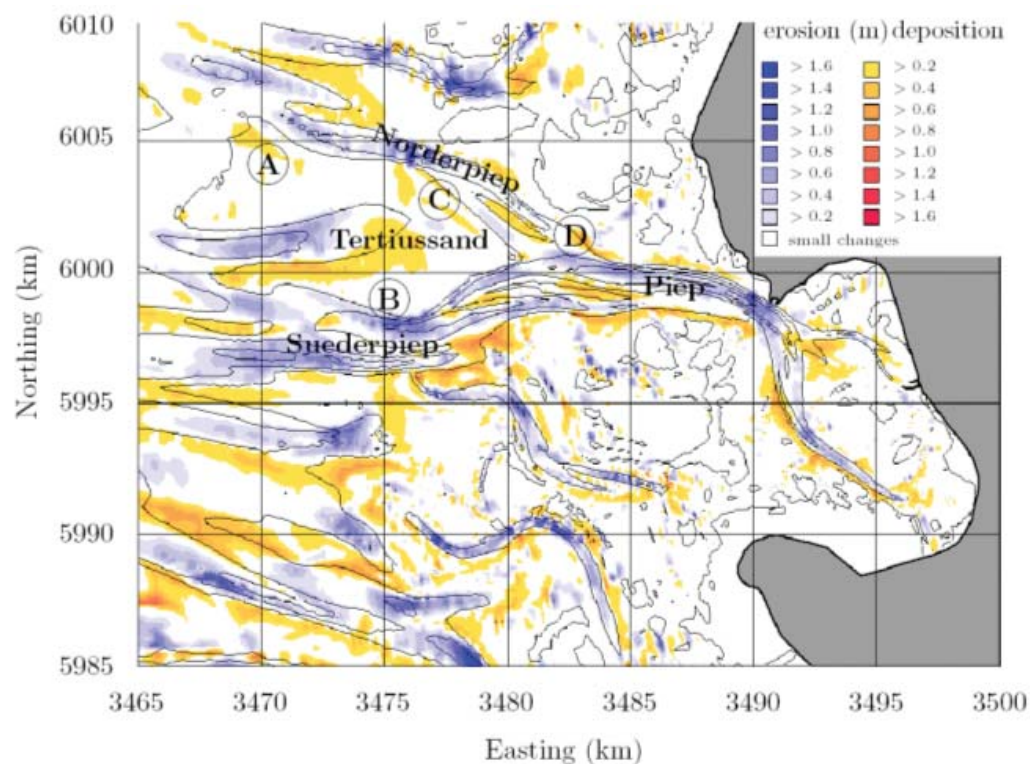 6010
6005
6000
5995
5990
5985
Northing (km)
3465 3470 3475 3480 3485 3490 3495 3500
Easting (km)
erosion (m) deposition
> 1.6 > 0.2
> 1.4 > 0.4
> 1.2 > 0.6
> 1.0 > 0.8
> 0.8 > 1.0
> 0.6 > 1.2
> 0.4 > 1.4
> 0.2 > 1.6
small changes
Norderpiep
A
C
Tertiussand
D
B
Piep
Suederpiep